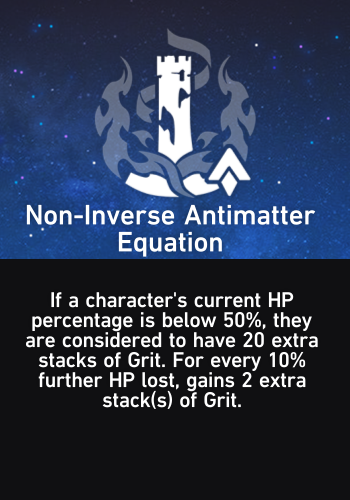 Non-Inverse Antimatter
Equation
If a character's current HP
percentage is below 50%, they
are considered to have 20 extra
stacks of Grit. For every 10%
further HP lost, gains 2 extra
stack(s) of Grit.